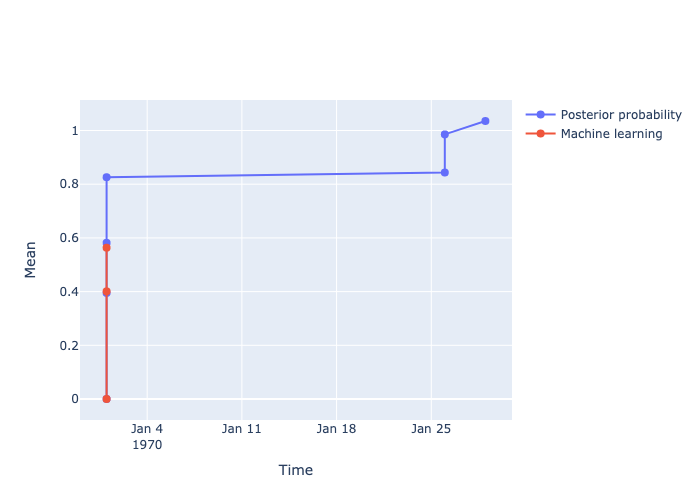 Posterior probability
Machine learning
Mean
1
0.8
0.6
0.4
0.2
0
Jan 4
1970
Jan 11
Jan 18
Jan 25
Time